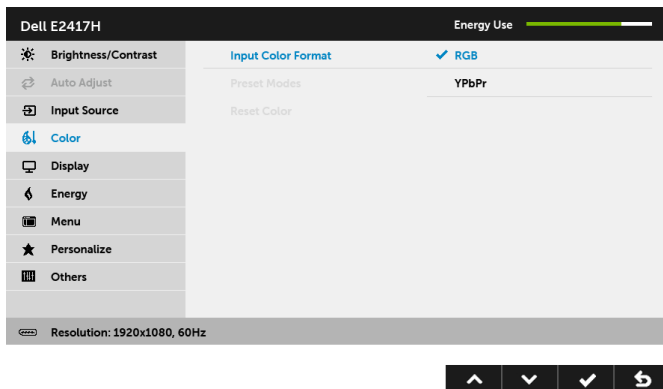 Dell E2417H
Energy Use
Brightness/Contrast
Input Color Format
RGB
Auto Adjust
Preset Modes
YPbPr
Input Source
Reset Color
Color
Display
Energy
Menu
Personalize
Others
Resolution: 1920x1080, 60Hz